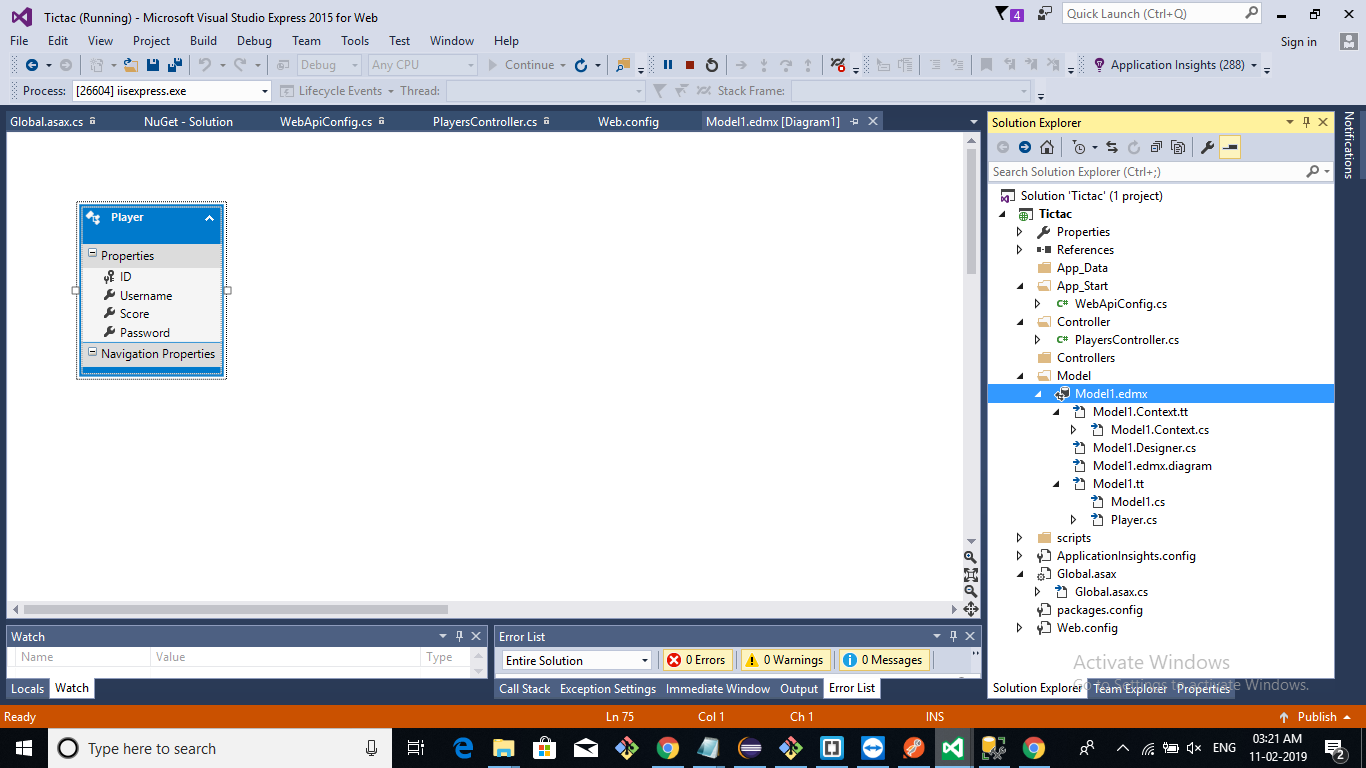 Tictac (Running) - Microsoft Visual Studio Express 2015 for Web
4
Quick Launch (Ctrl+Q)
File Edit View Project Build Debug Team Tools Test Window Help
Sign in
Debug Any CPU Continue Application Insights (288)
Process: [26604] iisexpress.exe Lifecycle Events Thread: Stack Frame:
Global.asax.cs NuGet - Solution WebApiConfig.cs PlayersController.cs Web.config Model1.edmx [Diagram1]
Player
Properties
ID
Username
Score
Password
Navigation Properties
Solution Explorer
Search Solution Explorer (Ctrl+;)
Solution 'Tictac' (1 project)
Tictac
Properties
References
App_Data
App_Start
C# WebApiConfig.cs
Controller
C# PlayersController.cs
Controllers
Model
Model1.edmx
Model1.Context.tt
Model1.Context.cs
Model1.Designer.cs
Model1.edmx.diagram
Model1.tt
Model1.cs
Player.cs
scripts
ApplicationInsights.config
Global.asax
Global.asax.cs
packages.config
Web.config
Notifications
Watch
Name Value Type
Locals Watch
Error List
Entire Solution 0 Errors 0 Warnings 0 Messages
Call Stack Exception Settings Immediate Window Output Error List
Activate Windows
Go to Settings to activate Windows.
Solution Explorer Team Explorer Properties
Ready Ln 75 Col 1 Ch 1 INS Publish
Type here to search
ENG
03:21 AM
11-02-2019
2